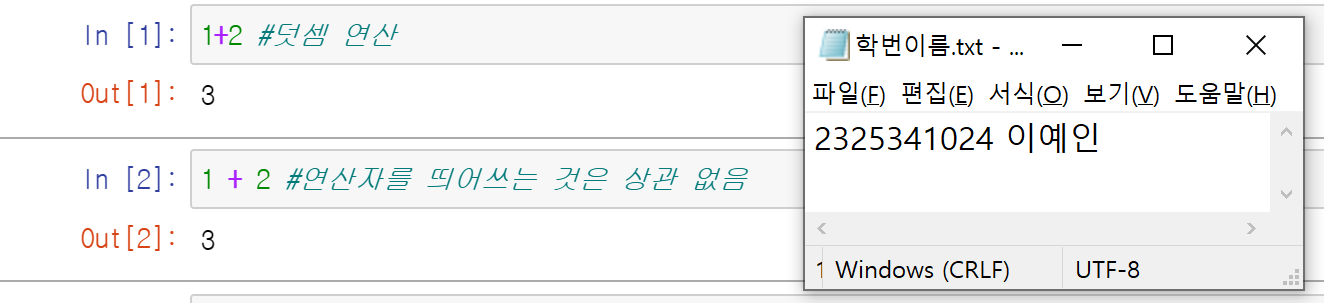 In [1]: 1+2 #덧셈 연산
Out[1]: 3
In [2]: 1 + 2 #연산자를 띄어쓰는 것은 상관 없음
Out[2]: 3
학번이름.txt - ...
파일(F) 편집(E) 서식(O) 보기(V) 도움말(H)
2325341024 이예인
Windows (CRLF) UTF-8